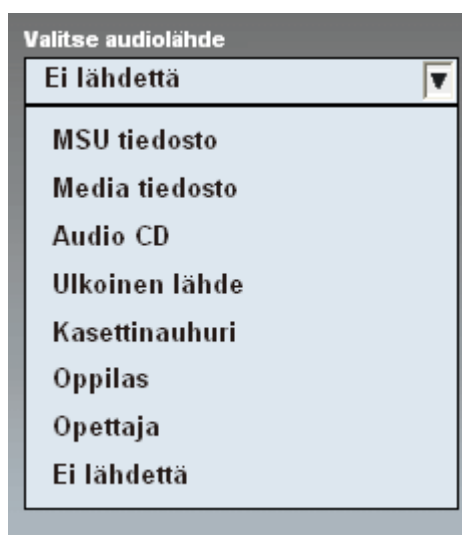 Valitse audiolähde
Ei lähdettä
MSU tiedosto
Media tiedosto
Audio CD
Ulkoinen lähde
Kasettinauhuri
Oppilas
Opettaja
Ei lähdettä